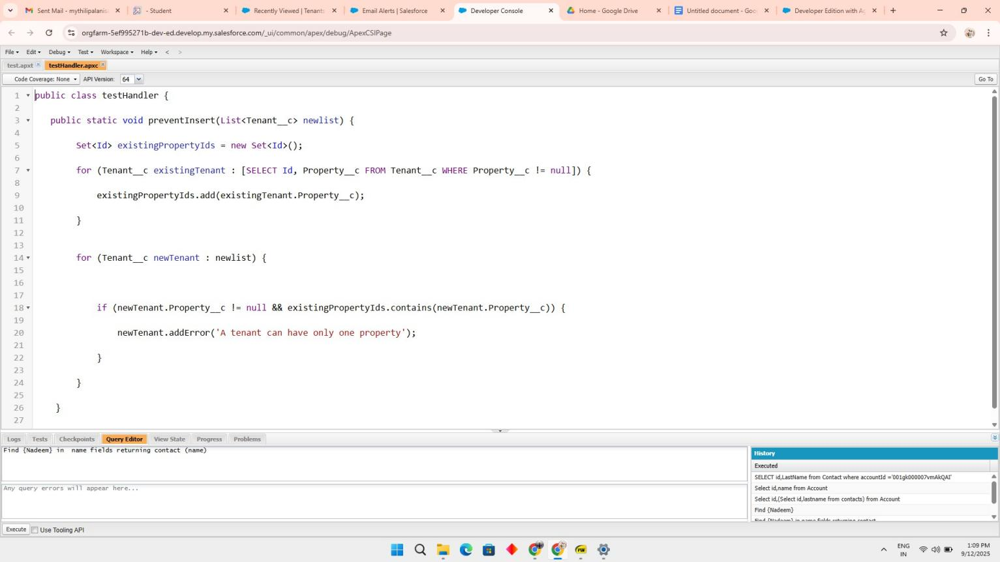 Sent Mail - mythilipalanis
- Student
Recently Viewed | Tenants
Email Alerts | Salesforce
Developer Console
Home - Google Drive
Untitled document - Goo
Developer Edition with Ag
orgfarm-5ef995271b-dev-ed.develop.my.salesforce.com/_ui/common/apex/debug/ApexCSIPage
File Edit Debug Test Workspace Help < >
test.apxt testHandler.apxc
Code Coverage: None API Version: 64 Go To
1 public class testHandler {
2
3 public static void preventInsert(List<Tenant__c> newlist) {
4
5 Set<Id> existingPropertyIds = new Set<Id>();
6
7 for (Tenant__c existingTenant : [SELECT Id, Property__c FROM Tenant__c WHERE Property__c != null]) {
8
9 existingPropertyIds.add(existingTenant.Property__c);
10
11 }
12
13
14 for (Tenant__c newTenant : newlist) {
15
16
17
18 if (newTenant.Property__c != null && existingPropertyIds.contains(newTenant.Property__c)) {
19
20 newTenant.addError('A tenant can have only one property');
21
22 }
23
24 }
25
26 }
27
Logs Tests Checkpoints Query Editor View State Progress Problems
Find {Nadeem} in  name fields returning contact (name)
Any query errors will appear here...
History
Executed
SELECT id,LastName from Contact where accountId ='001gk000007vmAkQAI'
Select id,name from Account
Select id,(Select id,lastname from contacts) from Account
Find {Nadeem}
Find {Nadeem} in name fields returning contact
Execute Use Tooling API
ENG
IN
1:09 PM
9/12/2025